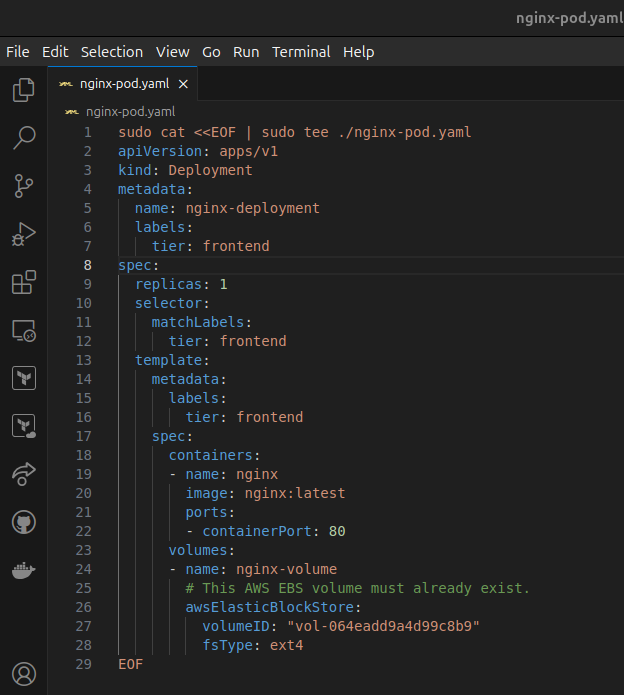 nginx-pod.yaml
File Edit Selection View Go Run Terminal Help
YAML nginx-pod.yaml ×
YAML nginx-pod.yaml
1 sudo cat <<EOF | sudo tee ./nginx-pod.yaml
2 apiVersion: apps/v1
3 kind: Deployment
4 metadata:
5   name: nginx-deployment
6   labels:
7     tier: frontend
8 spec:
9   replicas: 1
10   selector:
11     matchLabels:
12       tier: frontend
13   template:
14     metadata:
15       labels:
16         tier: frontend
17     spec:
18       containers:
19       - name: nginx
20         image: nginx:latest
21         ports:
22         - containerPort: 80
23       volumes:
24       - name: nginx-volume
25         # This AWS EBS volume must already exist.
26         awsElasticBlockStore:
27           volumeID: "vol-064eadd9a4d99c8b9"
28           fsType: ext4
29 EOF